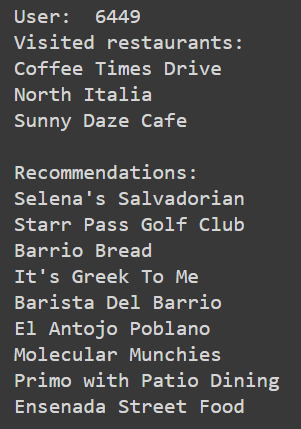 User:  6449
Visited restaurants:
Coffee Times Drive
North Italia
Sunny Daze Cafe

Recommendations:
Selena's Salvadorian
Starr Pass Golf Club
Barrio Bread
It's Greek To Me
Barista Del Barrio
El Antojo Poblano
Molecular Munchies
Primo with Patio Dining
Ensenada Street Food